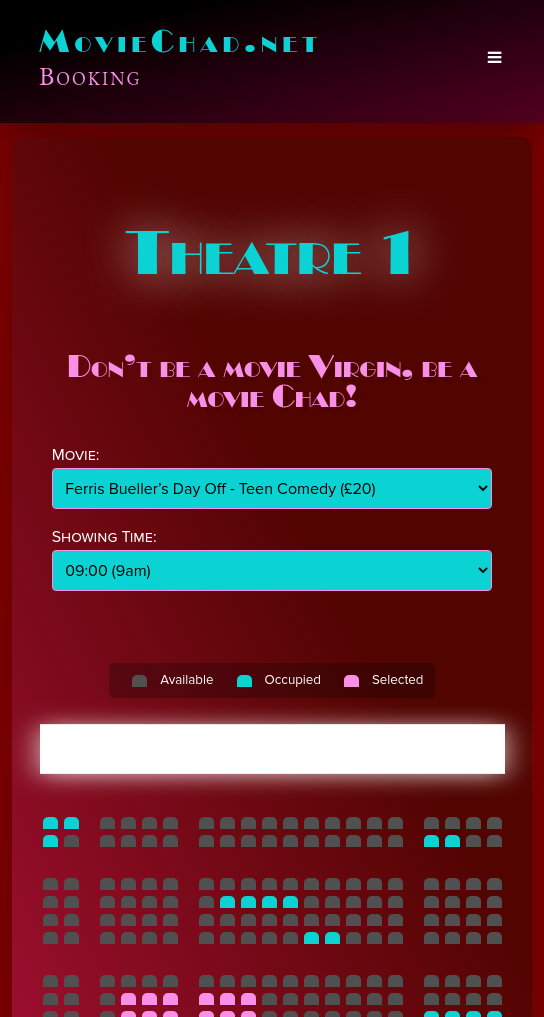 MovieChad.net
Booking
Theatre 1
Don't be a movie Virgin, be a
movie Chad!
Movie:
Ferris Bueller's Day Off - Teen Comedy (£20)
Showing Time:
09:00 (9am)
Available Occupied Selected